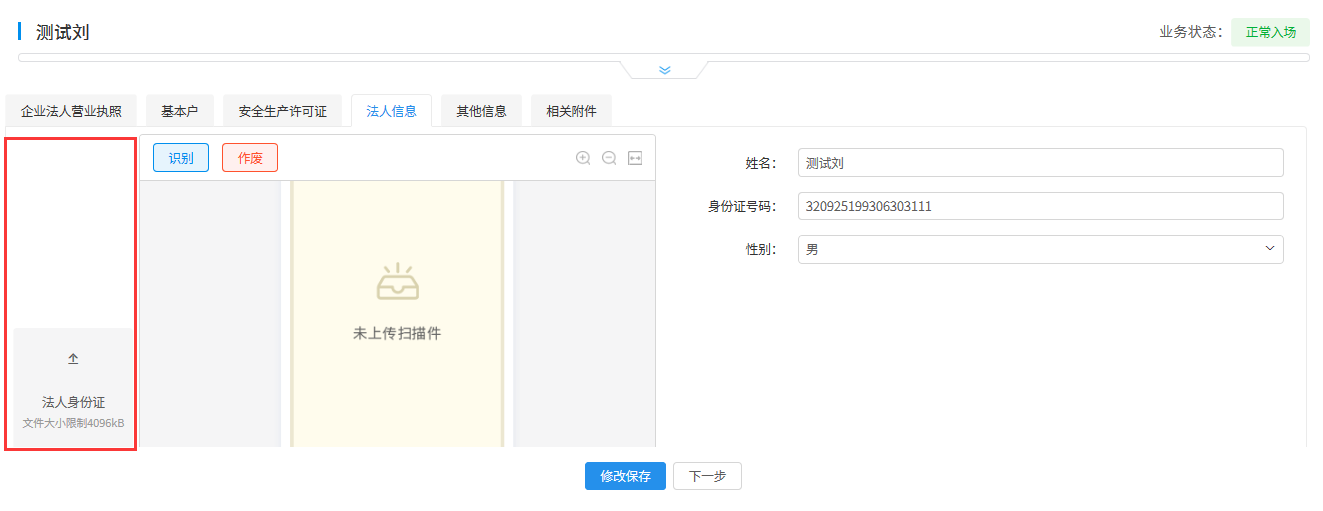 测试刘
业务状态：
正常入场
企业法人营业执照
基本户
安全生产许可证
法人信息
其他信息
相关附件
识别
作废
未上传扫描件
法人身份证
文件大小限制4096kB
姓名：
测试刘
身份证号码：
320925199306303111
性别：
男
修改保存
下一步